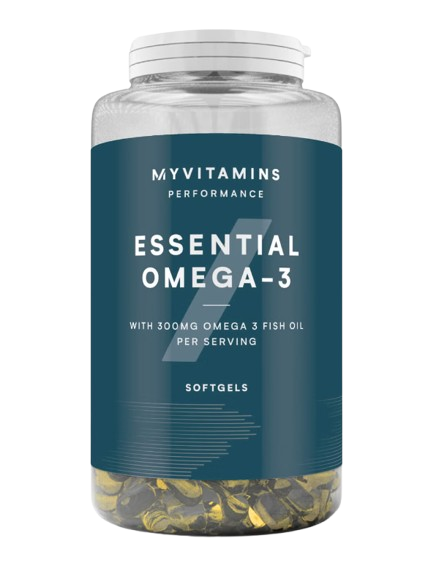 MYVITAMINS
PERFORMANCE
ESSENTIAL
OMEGA-3
WITH 300MG OMEGA 3 FISH OIL
PER SERVING
SOFTGELS